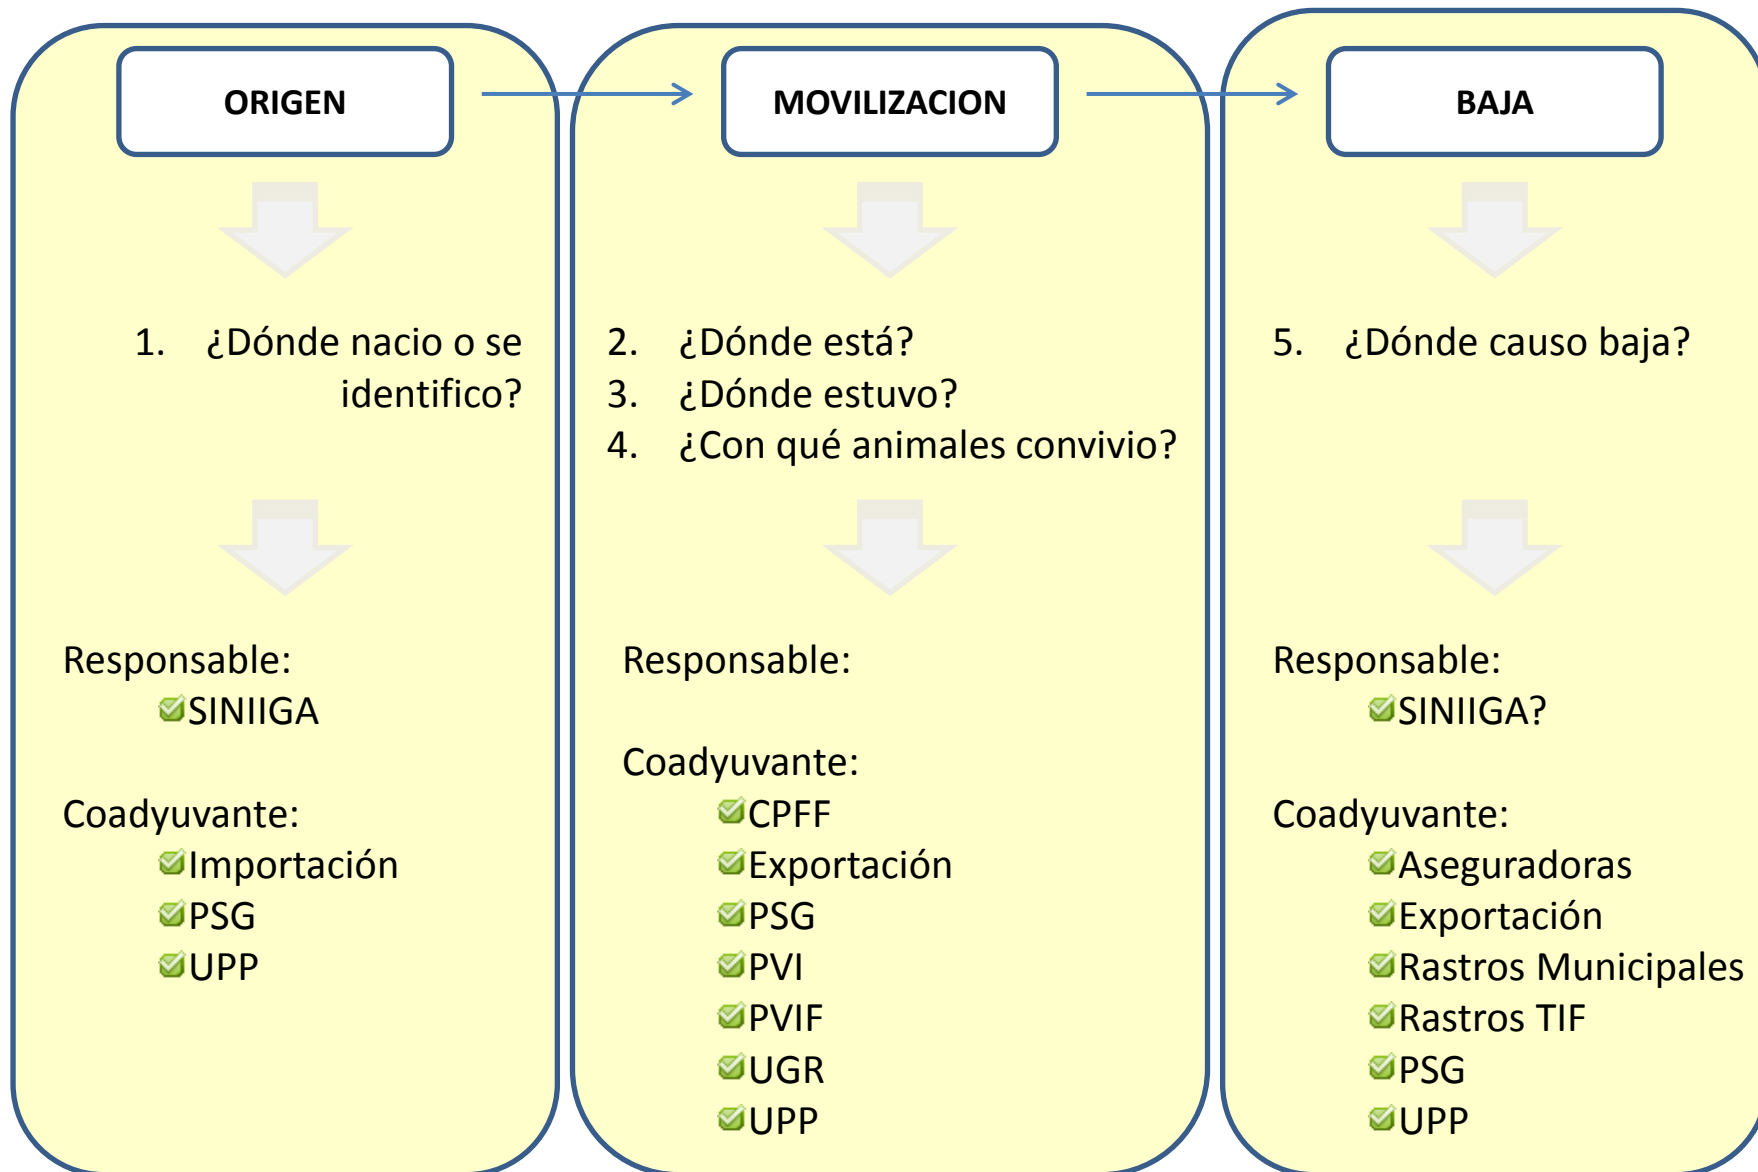 ORIGEN
1. ¿Dónde nacio o se
identifico?
Responsable:
SINIIGA
Coadyuvante:
Importación
PSG
UPP
MOVILIZACION
2. ¿Dónde está?
3. ¿Dónde estuvo?
4. ¿Con qué animales convivio?
Responsable:
Coadyuvante:
CPFF
Exportación
PSG
PVI
PVIF
UGR
UPP
BAJA
5. ¿Dónde causo baja?
Responsable:
SINIIGA?
Coadyuvante:
Aseguradoras
Exportación
Rastros Municipales
Rastros TIF
PSG
UPP